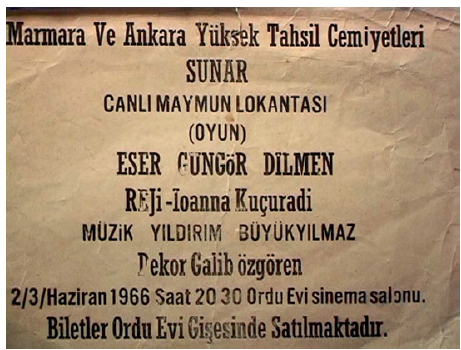 Marmara Ve Ankara Yüksek Tahsil Cemiyetleri
SUNAR
CANLI MAYMUN LOKANTASI
(OYUN)
ESER GÜNGöR DİLMEN
REJi-İoanna Kuçuradi
MÜZİK YILDIRIM BÜYÜKYILMAZ
Dekor Galib özgören
2/3/Haziran 1966 Saat 20 30 Ordu Evi sinema salonu.
Biletler Ordu Evi Gişesinde Satılmaktadır.